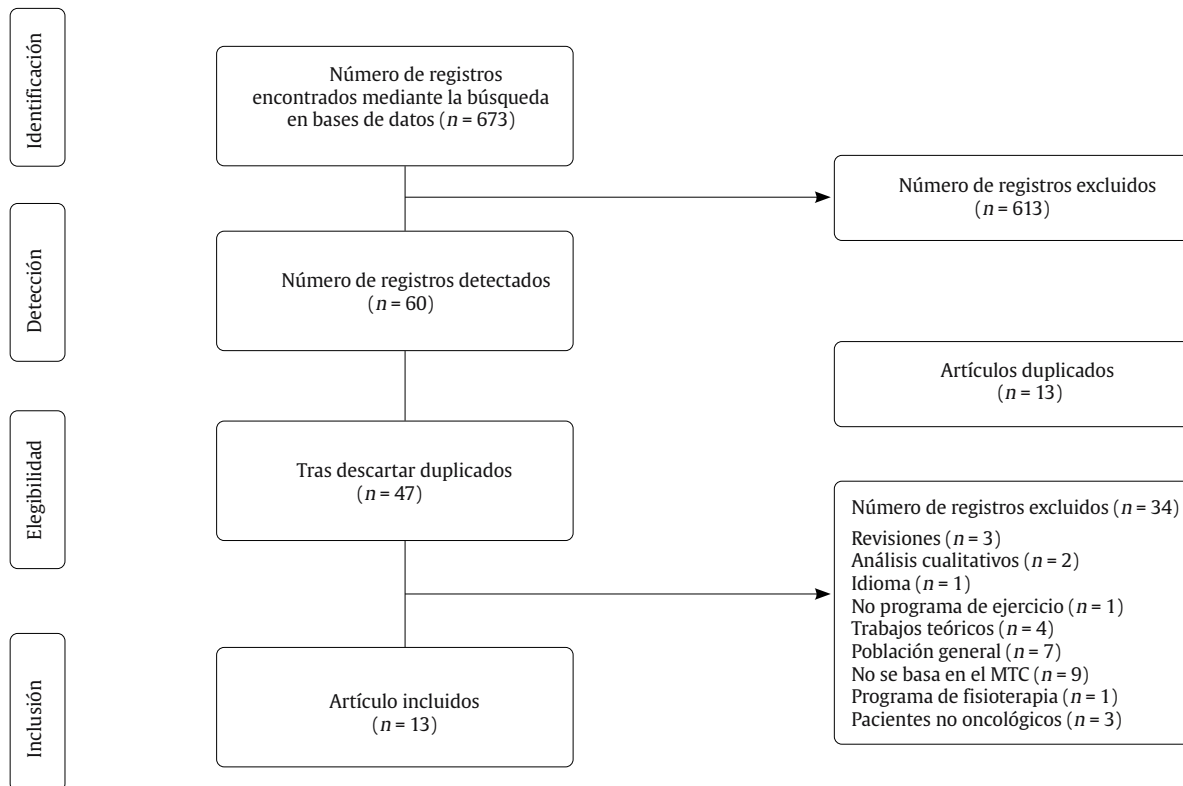 Identificación
Número de registros
encontrados mediante la búsqueda
en bases de datos (n = 673)
Número de registros excluidos
(n = 613)
Detección
Número de registros detectados
(n = 60)
Artículos duplicados
(n = 13)
Elegibilidad
Tras descartar duplicados
(n = 47)
Número de registros excluidos (n = 34)
Revisiones (n = 3)
Análisis cualitativos (n = 2)
Idioma (n = 1)
No programa de ejercicio (n = 1)
Trabajos teóricos (n = 4)
Población general (n = 7)
No se basa en el MTC (n = 9)
Programa de fisioterapia (n = 1)
Pacientes no oncológicos (n = 3)
Inclusión
Artículo incluidos
(n = 13)